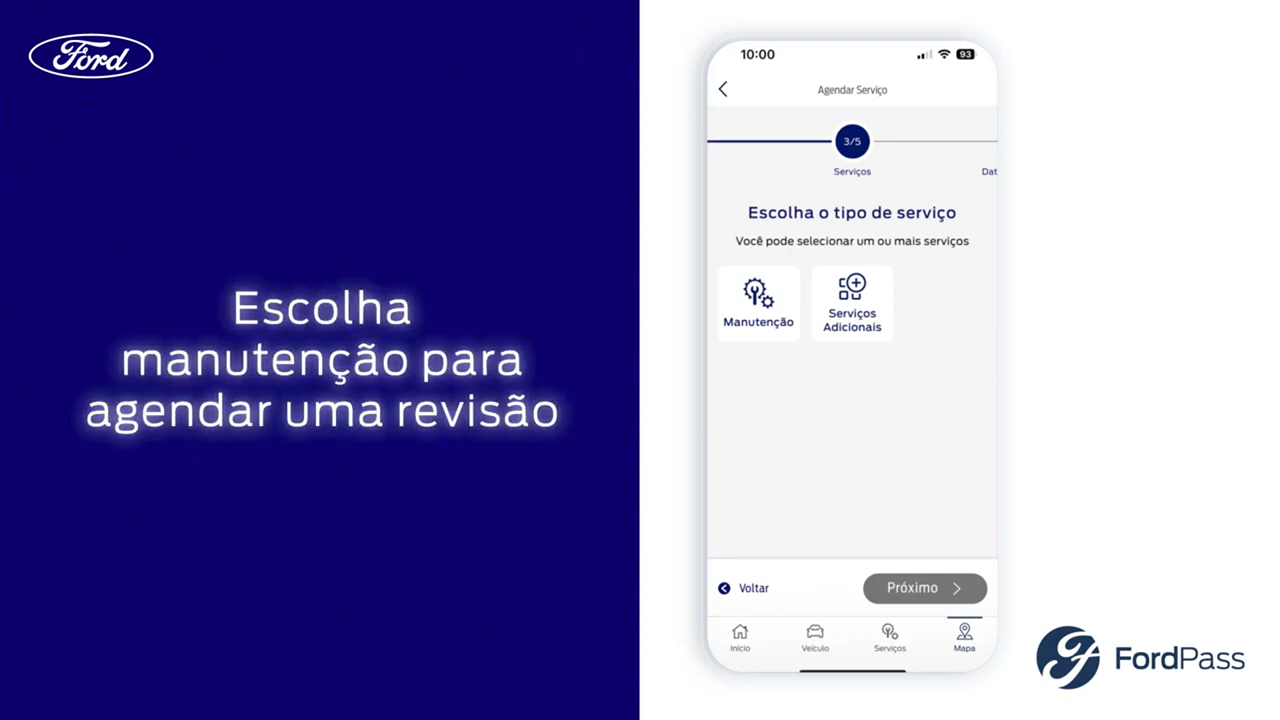 Ford
Escolha
manutenção para
agendar uma revisão
10:00
93
Agendar Serviço
3/5
Serviços
Dat
Escolha o tipo de serviço
Você pode selecionar um ou mais serviços
Manutenção
Serviços
Adicionais
Voltar
Próximo
Início
Veículo
Serviços
Mapa
FordPass